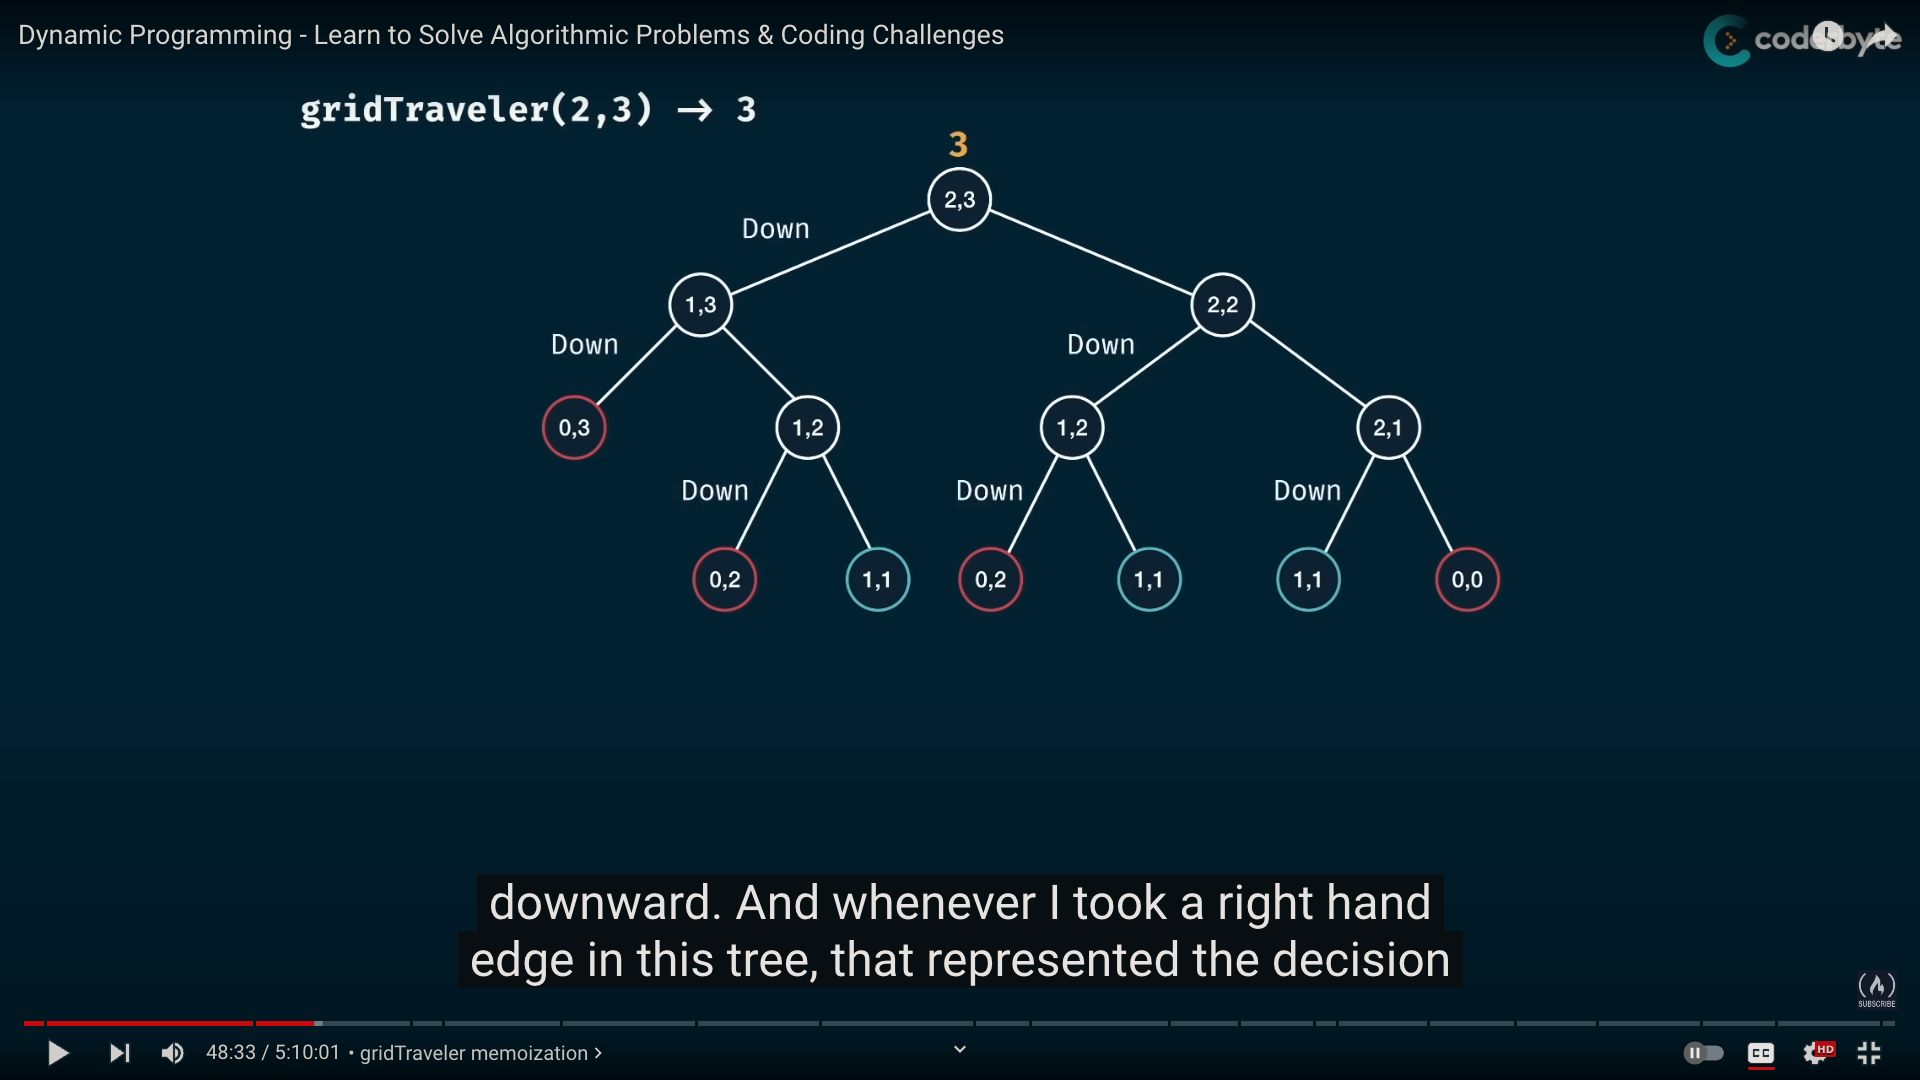 Dynamic Programming - Learn to Solve Algorithmic Problems & Coding Challenges
coderbyte
gridTraveler(2,3) → 3
3
2,3
Down
1,3
2,2
Down
Down
0,3
1,2
1,2
2,1
Down
Down
Down
0,2
1,1
0,2
1,1
1,1
0,0
downward. And whenever I took a right hand
edge in this tree, that represented the decision
SUBSCRIBE
48:33 / 5:10:01 • gridTraveler memoization >
CC
HD